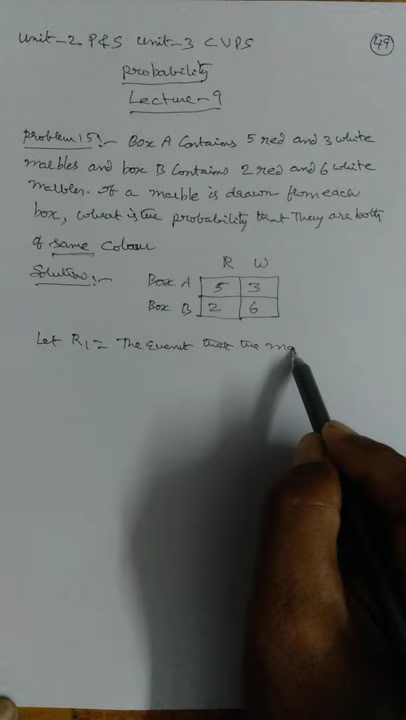 Unit-2 P&S Unit-3 CVPS
49
Probability
Lecture-9
Problem 15:- Box A Contains 5 red and 3 white
marbles and box B Contains 2 red and 6 white
marbles. If a marble is drawn from each
box, what is the probability that They are both
of same Colour
R W
Solution:- Box A 5 3
Box B 2 6
Let R1 = The event that the ma